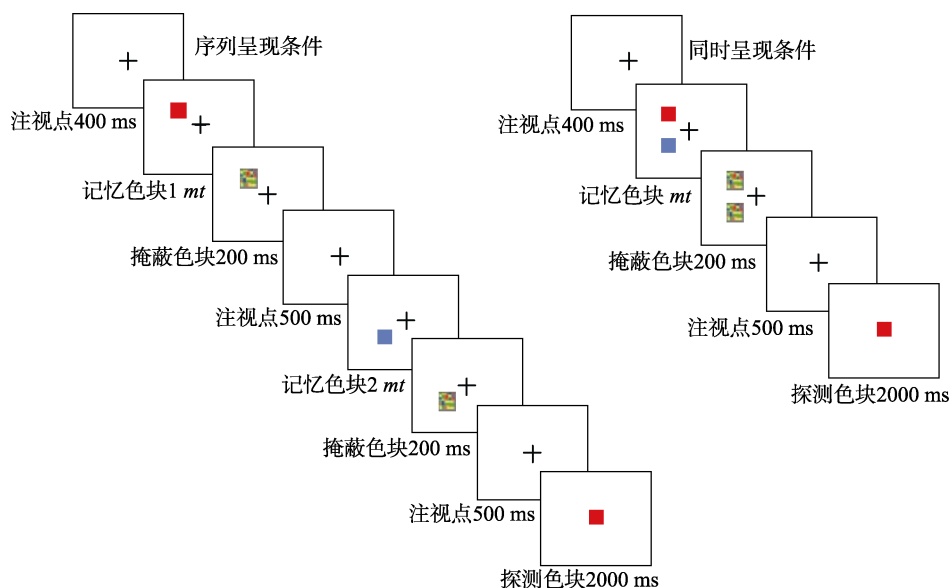 序列呈现条件
注视点400 ms
记忆色块1 mt
掩蔽色块200 ms
注视点500 ms
记忆色块2 mt
掩蔽色块200 ms
注视点500 ms
探测色块2000 ms
同时呈现条件
注视点400 ms
记忆色块 mt
掩蔽色块200 ms
注视点500 ms
探测色块2000 ms